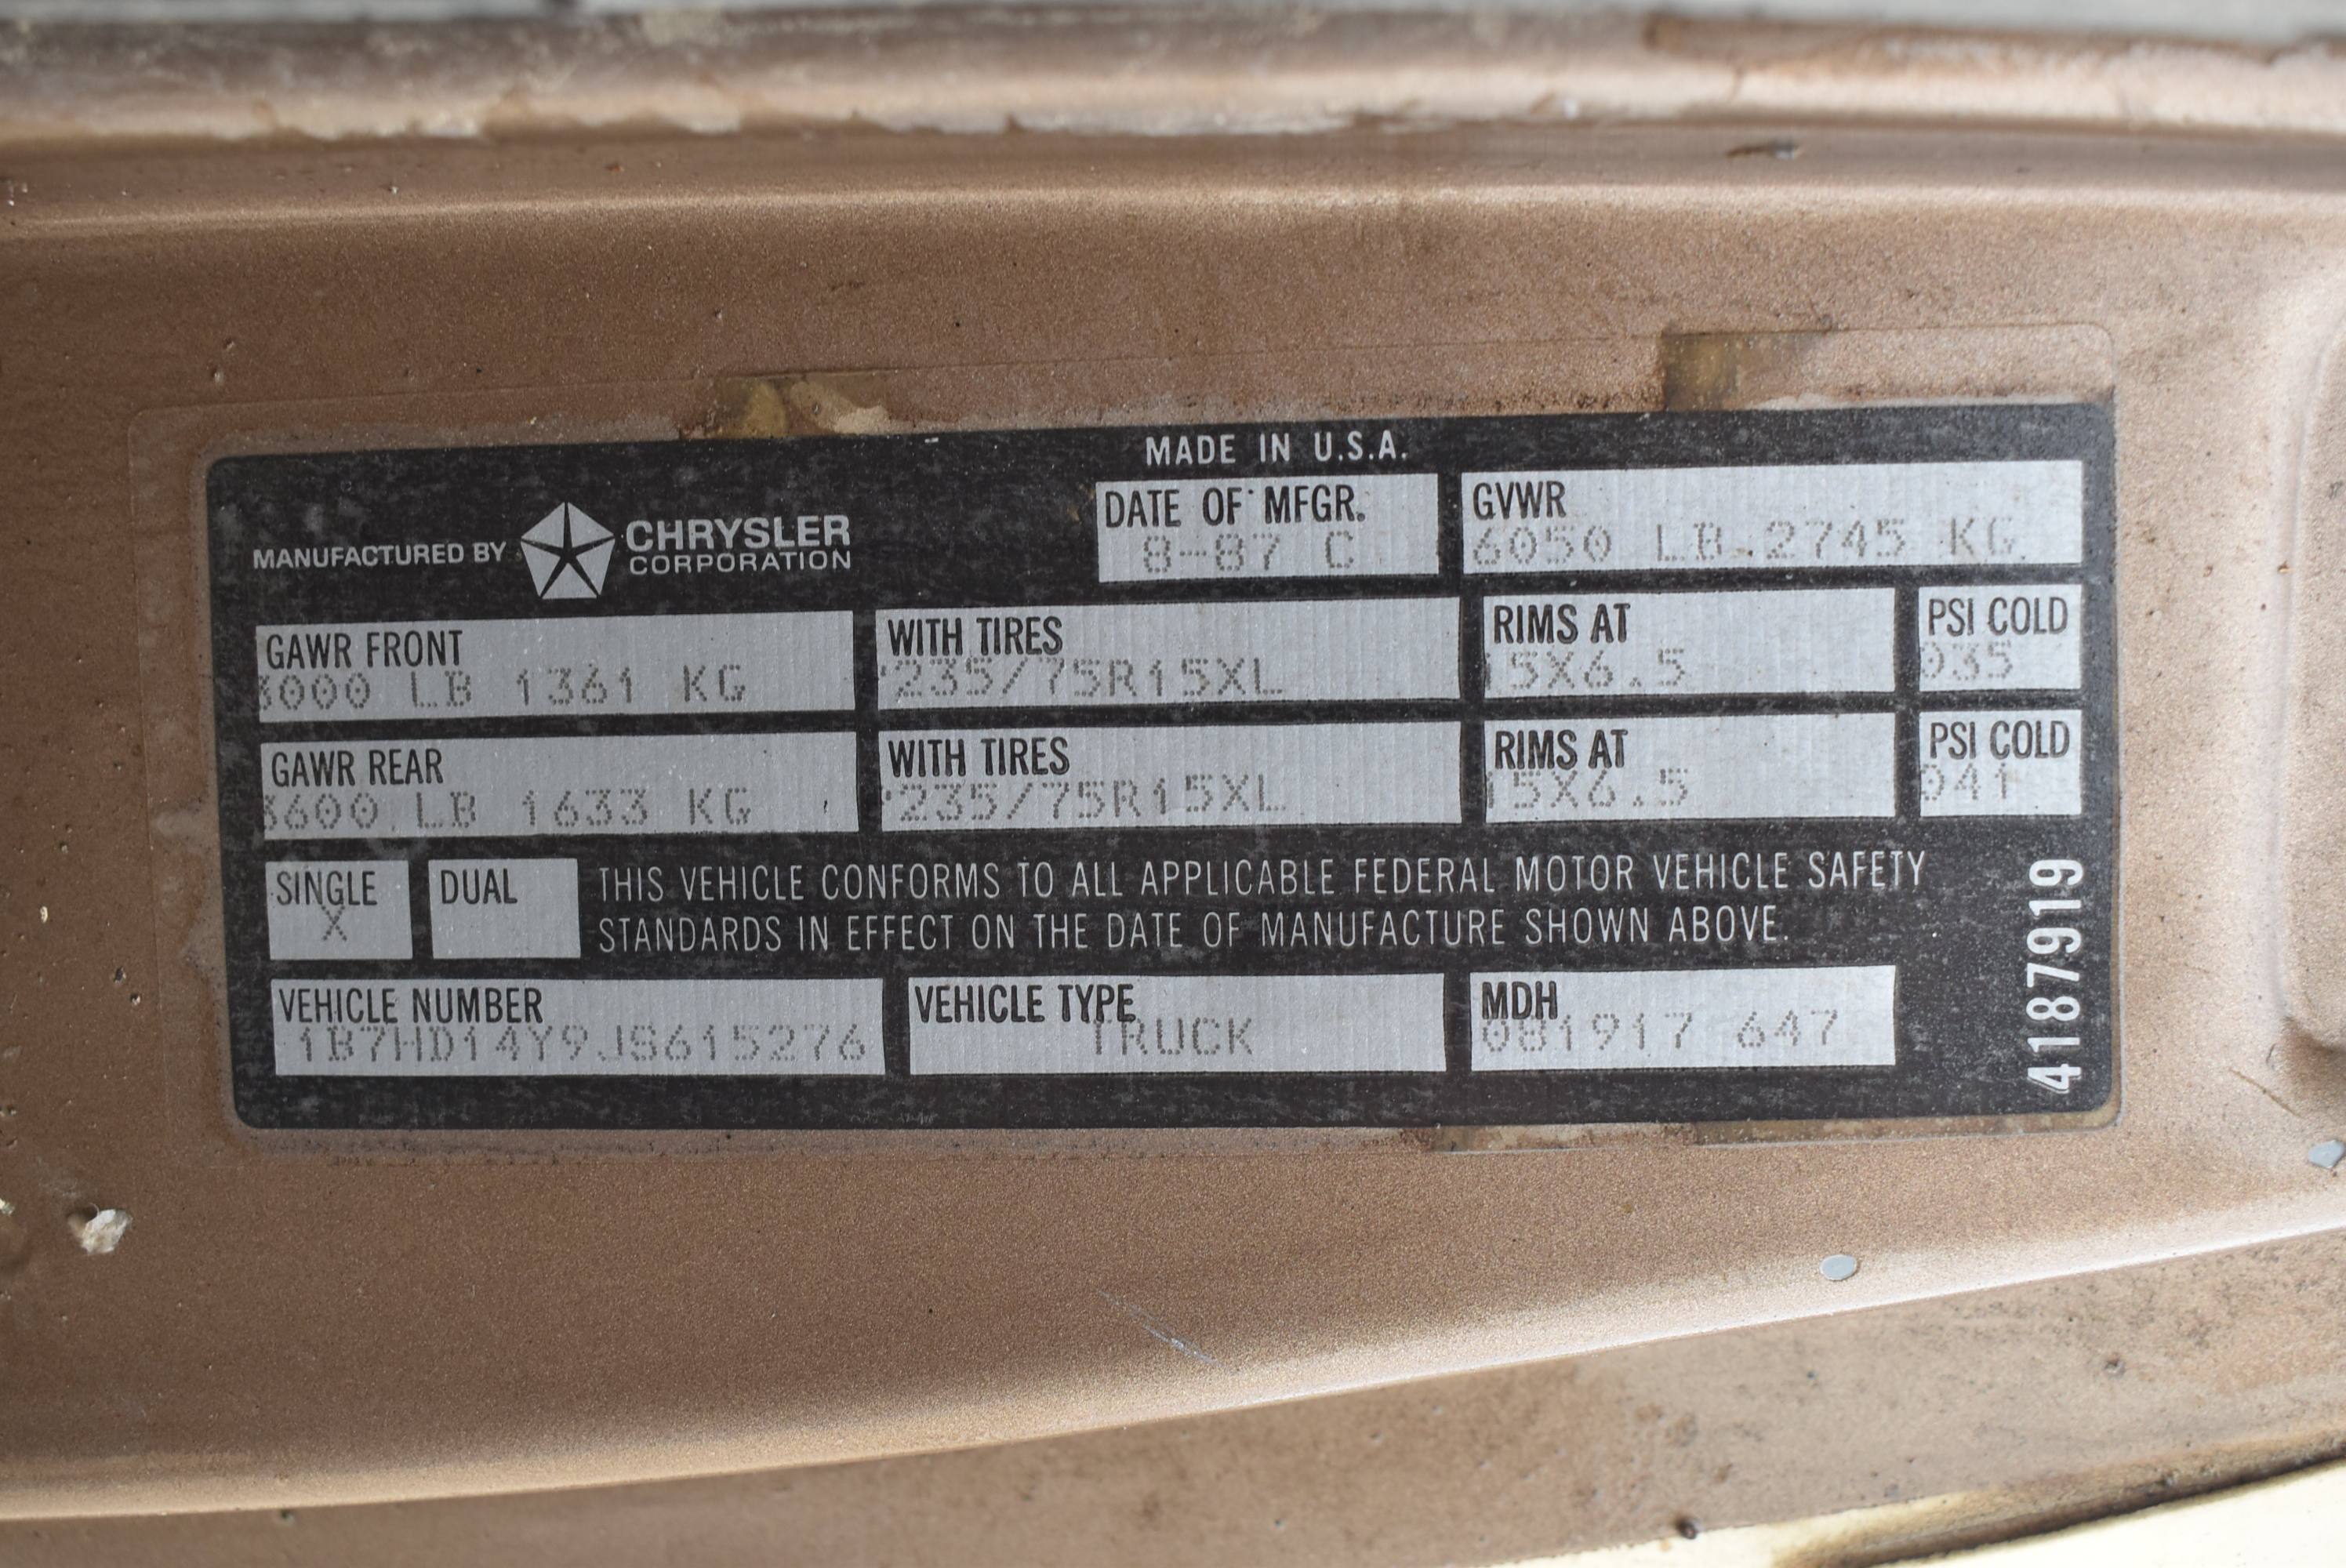 MADE IN U.S.A.
MANUFACTURED BY CHRYSLER CORPORATION
DATE OF MFGR. 8-87 C
GVWR 6050 LB 2745 KG
GAWR FRONT 3000 LB 1361 KG
WITH TIRES 235/75R15XL
RIMS AT 15X6.5
PSI COLD 035
GAWR REAR 3600 LB 1633 KG
WITH TIRES 235/75R15XL
RIMS AT 15X6.5
PSI COLD 041
SINGLE X
DUAL
THIS VEHICLE CONFORMS TO ALL APPLICABLE FEDERAL MOTOR VEHICLE SAFETY
STANDARDS IN EFFECT ON THE DATE OF MANUFACTURE SHOWN ABOVE.
VEHICLE NUMBER 1B7HD14Y9JS615276
VEHICLE TYPE TRUCK
MDH 081917 647
4187919